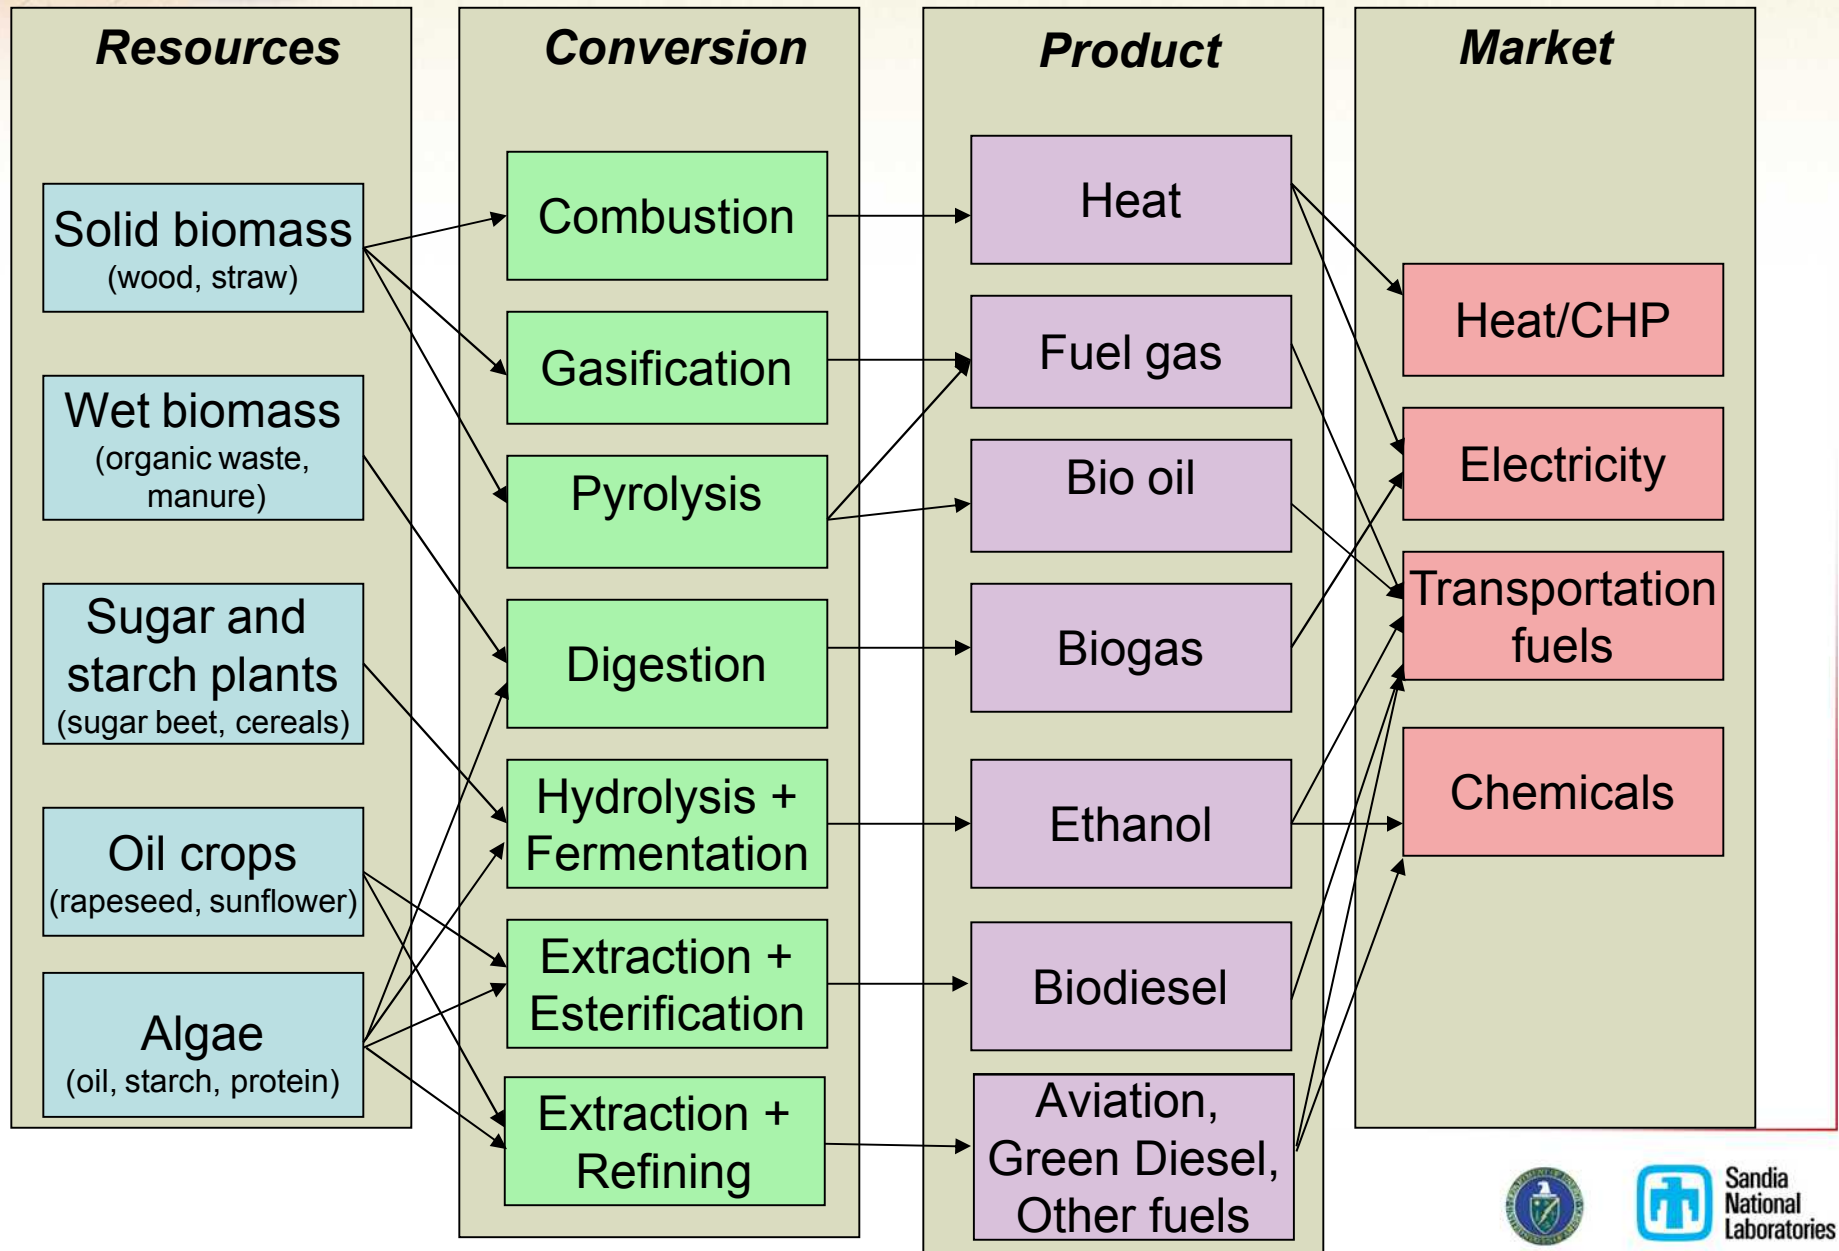 Resources
Solid biomass
(wood, straw)
Wet biomass
(organic waste,
manure)
Sugar and
starch plants
(sugar beet, cereals)
Oil crops
(rapeseed, sunflower)
Algae
(oil, starch, protein)
Conversion
Combustion
Gasification
Pyrolysis
Digestion
Hydrolysis +
Fermentation
Extraction +
Esterification
Extraction +
Refining
Product
Heat
Fuel gas
Bio oil
Biogas
Ethanol
Biodiesel
Aviation,
Green Diesel,
Other fuels
Market
Heat/CHP
Electricity
Transportation
fuels
Chemicals
Sandia
National
Laboratories